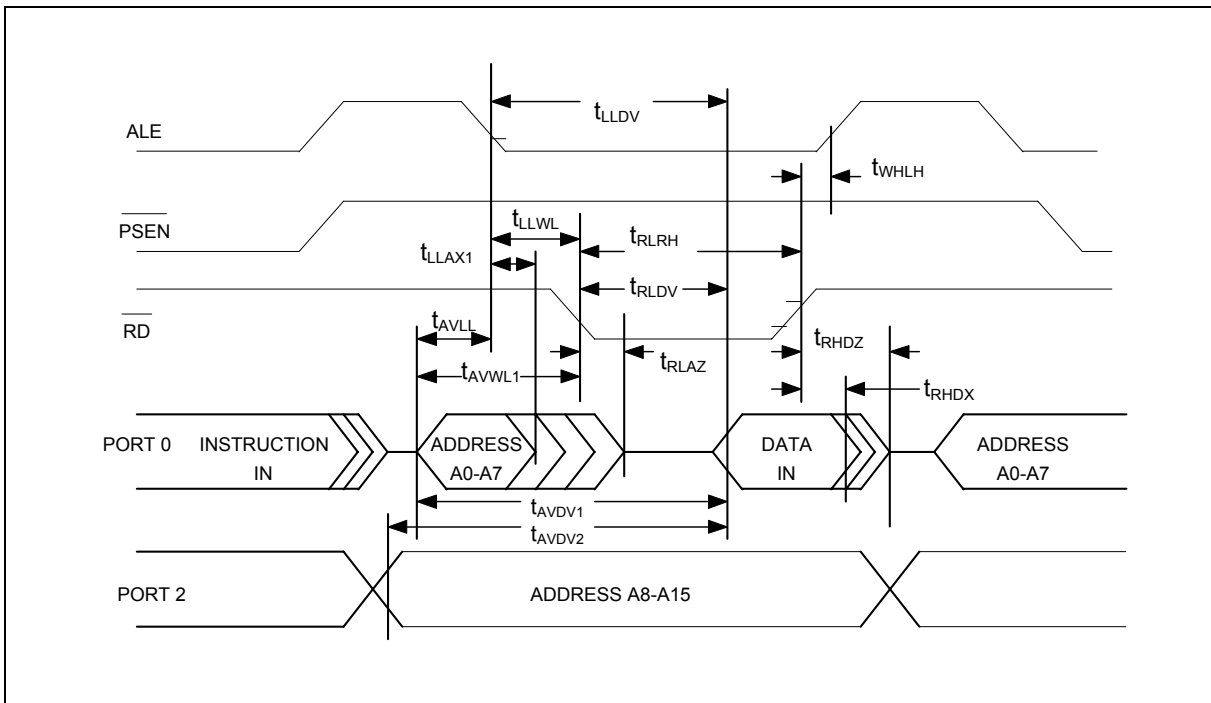 ALE
tLLDV
tWHLH
PSEN
tLLWL
tRLRH
tLLAX1
tRLDV
RD
tAVLL
tRHDZ
tRLAZ
tAVWL1
tRHDX
PORT 0
INSTRUCTION
IN
ADDRESS
A0-A7
DATA
IN
ADDRESS
A0-A7
tAVDV1
tAVDV2
PORT 2
ADDRESS A8-A15